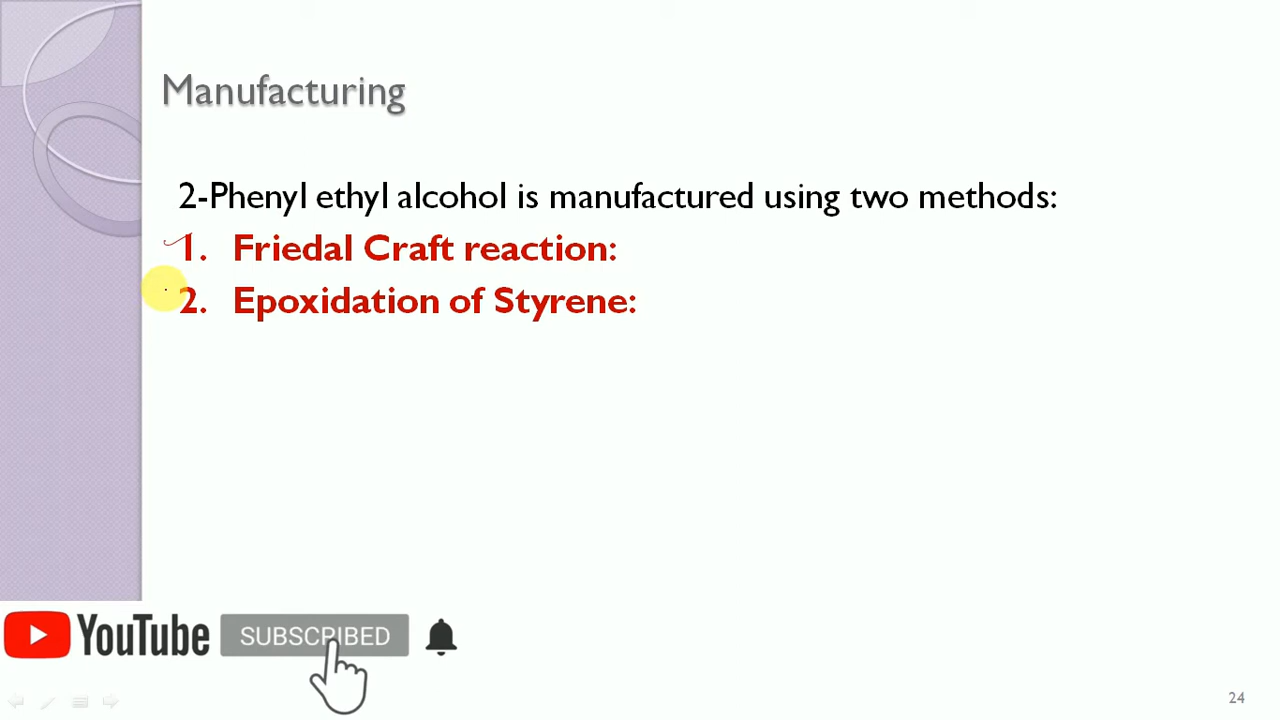 Manufacturing
2-Phenyl ethyl alcohol is manufactured using two methods:
1. Friedal Craft reaction:
2. Epoxidation of Styrene:
YouTube SUBSCRIBED
24